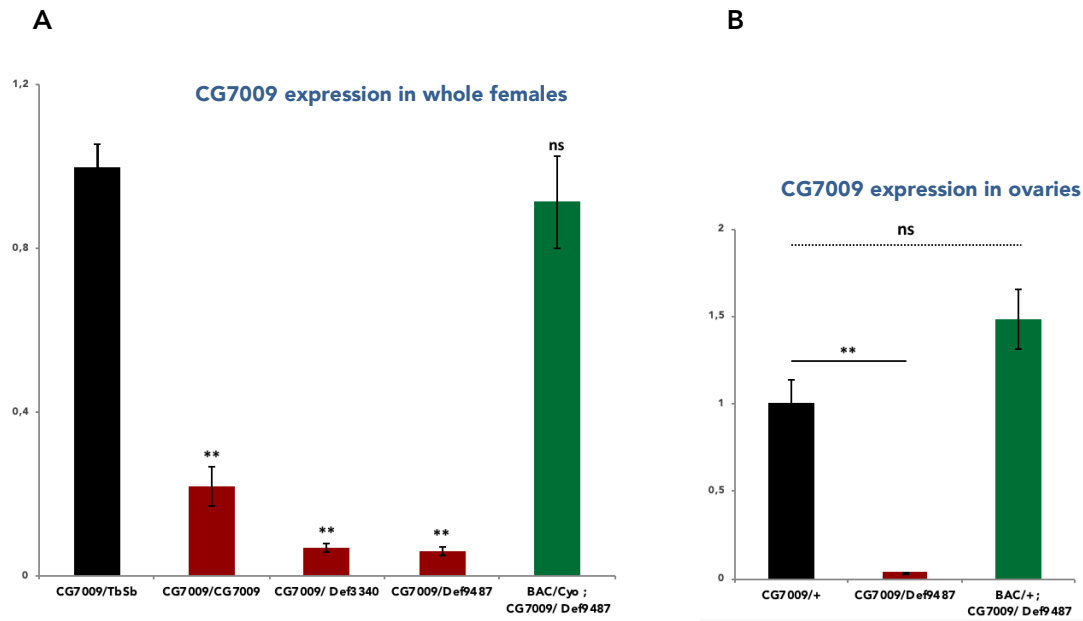 A
CG7009 expression in whole females
1,2
0,8
0,4
0
ns
**
**
**
CG7009/TbSb
CG7009/CG7009
CG7009/ Def3340
CG7009/Def9487
BAC/Cyo ;
CG7009/ Def9487
B
CG7009 expression in ovaries
2
1,5
1
0,5
0
ns
**
CG7009/+
CG7009/Def9487
BAC/+ ;
CG7009/ Def9487